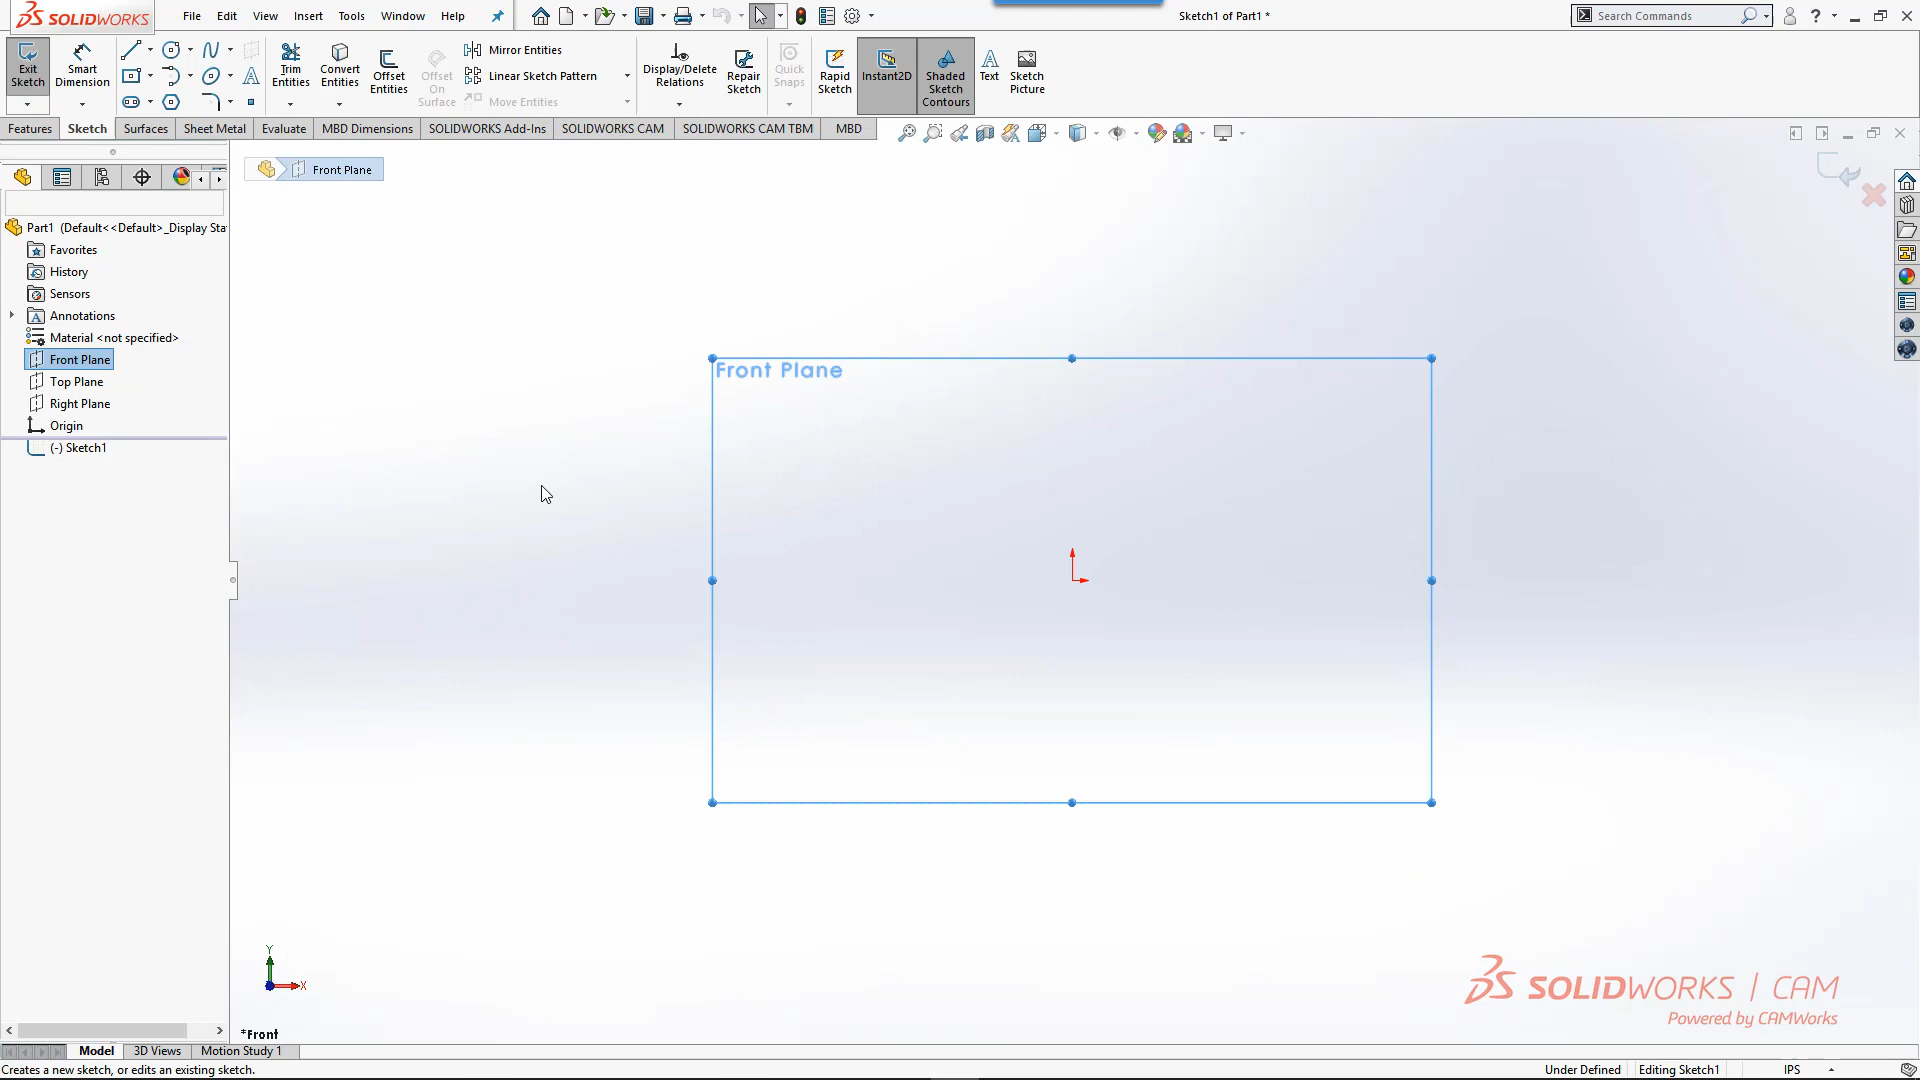 SOLIDWORKS
File Edit View Insert Tools Window Help
Sketch1 of Part1 *
Search Commands
Exit Sketch
Smart Dimension
Trim Entities
Convert Entities
Offset Entities
Offset On Surface
Mirror Entities
Linear Sketch Pattern
Move Entities
Display/Delete Relations
Repair Sketch
Quick Snaps
Rapid Sketch
Instant2D
Shaded Sketch Contours
Text
Sketch Picture
Features Sketch Surfaces Sheet Metal Evaluate MBD Dimensions SOLIDWORKS Add-Ins SOLIDWORKS CAM SOLIDWORKS CAM TBM MBD
Front Plane
Part1 (Default<<Default>_Display Sta
Favorites
History
Sensors
Annotations
Material <not specified>
Front Plane
Top Plane
Right Plane
Origin
(-) Sketch1
Front Plane
Y
X
*Front
SOLIDWORKS | CAM
Powered by CAMWorks
Model 3D Views Motion Study 1
Creates a new sketch, or edits an existing sketch.
Under Defined Editing Sketch1 IPS